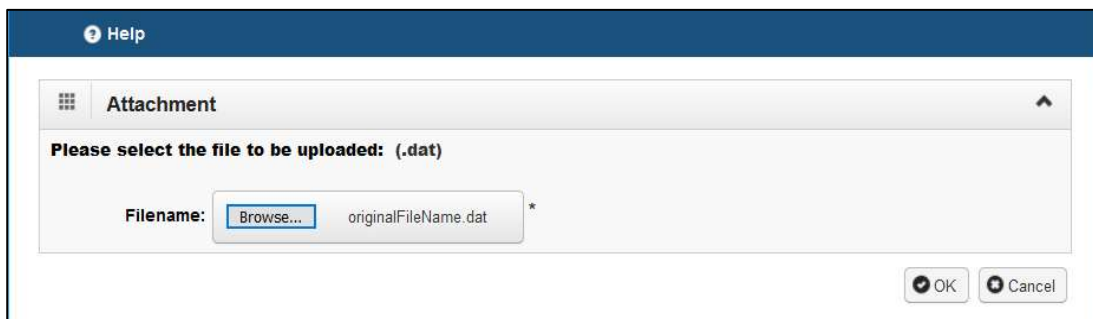 Help
Attachment
Please select the file to be uploaded: (.dat)
Filename: Browse... originalFileName.dat *
OK Cancel